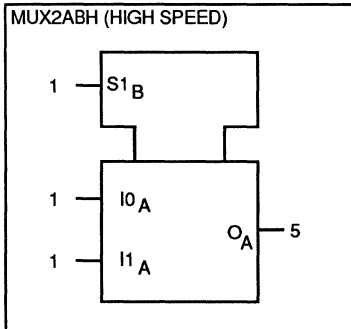 MUX2ABH (HIGH SPEED)
1 S1B
1 I0A
OA 5
1 I1A